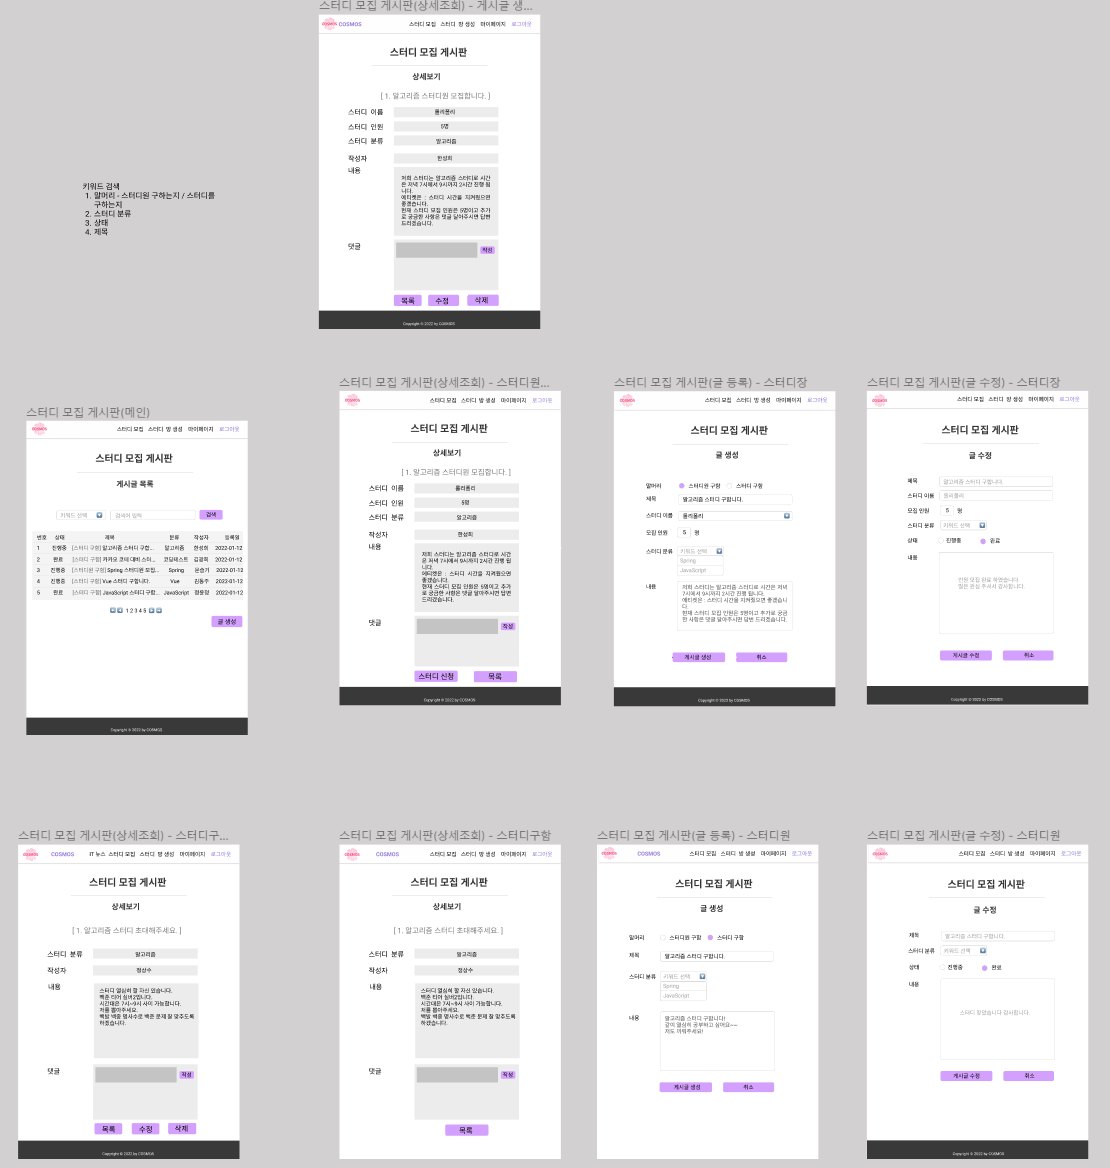 스터디 모집 게시판(상세조회) - 게시글 생...
COSMOS COSMOS 스터디 모집 스터디 방 생성 마이페이지 로그아웃
스터디 모집 게시판
상세보기
[ 1. 알고리즘 스터디원 모집합니다. ]
스터디 이름 롤리폴리
스터디 인원 5명
스터디 분류 알고리즘
작성자 한성희
내용
저희 스터디는 알고리즘 스터디로 시간
은 저녁 7시에서 9시까지 2시간 진행 됩
니다.
에티켓은 : 스터디 시간을 지켜줬으면
좋겠습니다.
현재 스터디 모집 인원은 5명이고 추가
로 궁금한 사항은 댓글 달아주시면 답변
드리겠습니다.
댓글 작성
목록 수정 삭제
Copyright © 2022 by COSMOS
키워드 검색
1. 말머리 - 스터디원 구하는지 / 스터디를
구하는지
2. 스터디 분류
3. 상태
4. 제목
스터디 모집 게시판(메인)
COSMOS 스터디 모집 스터디 방 생성 마이페이지 로그아웃
스터디 모집 게시판
게시글 목록
키워드 선택 검색어 입력 검색
번호 상태 제목 분류 작성자 등록일
1 진행중 [스터디 구함] 알고리즘 스터디 구합... 알고리즘 한성희 2022-01-12
2 완료 [스터디 구함] 카카오 코테 대비 스터... 코딩테스트 김광희 2022-01-12
3 진행중 [스터디원 구함] Spring 스터디원 모집... Spring 문승기 2022-01-12
4 진행중 [스터디 구함] Vue 스터디 구합니다. Vue 신동주 2022-01-12
5 완료 [스터디 구함] JavaScript 스터디 구합... JavaScript 2022-01-12
1 2 3 4 5
글 생성
Copyright © 2022 by COSMOS
스터디 모집 게시판(상세조회) - 스터디원...
COSMOS 스터디 모집 스터디 방 생성 마이페이지 로그아웃
스터디 모집 게시판
상세보기
[ 1. 알고리즘 스터디원 모집합니다. ]
스터디 이름 롤리폴리
스터디 인원 5명
스터디 분류 알고리즘
작성자 한성희
내용
저희 스터디는 알고리즘 스터디로 시간
은 저녁 7시에서 9시까지 2시간 진행 됩
니다.
에티켓은 : 스터디 시간을 지켜줬으면
좋겠습니다.
현재 스터디 모집 인원은 5명이고 추가
로 궁금한 사항은 댓글 달아주시면 답변
드리겠습니다.
댓글 작성
스터디 신청 목록
Copyright © 2022 by COSMOS
스터디 모집 게시판(글 등록) - 스터디장
COSMOS 스터디 모집 스터디 방 생성 마이페이지 로그아웃
스터디 모집 게시판
글 생성
말머리 스터디원 구함 스터디 구함
제목 알고리즘 스터디 구합니다.
스터디 이름 롤리폴리
모집 인원 5 명
스터디 분류 키워드 선택
Spring
JavaScript
내용
저희 스터디는 알고리즘 스터디로 시간은 저녁
7시에서 9시까지 2시간 진행 됩니다.
에티켓은 : 스터디 시간을 지켜줬으면 좋겠습니
다.
현재 스터디 모집 인원은 5명이고 추가로 궁금
한 사항은 댓글 달아주시면 답변 드리겠습니다.
게시글 생성 취소
Copyright © 2022 by COSMOS
스터디 모집 게시판(글 수정) - 스터디장
COSMOS 스터디 모집 스터디 방 생성 마이페이지 로그아웃
스터디 모집 게시판
글 수정
제목 알고리즘 스터디 구합니다.
스터디 이름 롤리폴리
모집 인원 5 명
스터디 분류 키워드 선택
상태 진행중 완료
내용
인원 모집 완료 하였습니다
많은 관심 주셔서 감사합니다.
게시글 수정 취소
Copyright © 2022 by COSMOS
스터디 모집 게시판(상세조회) - 스터디구...
COSMOS COSMOS IT 뉴스 스터디 모집 스터디 방 생성 마이페이지 로그아웃
스터디 모집 게시판
상세보기
[ 1. 알고리즘 스터디 초대해주세요. ]
스터디 분류 알고리즘
작성자 정상수
내용
스터디 열심히 할 자신 있습니다.
백준 티어 실버2입니다.
시간대은 7시~9시 사이 가능합니다.
저를 뽑아주세요.
백발 백중 명사수로 백준 문제 잘 맞추도록
하겠습니다.
댓글 작성
목록 수정 삭제
Copyright © 2022 by COSMOS
스터디 모집 게시판(상세조회) - 스터디구함
COSMOS COSMOS 스터디 모집 스터디 방 생성 마이페이지 로그아웃
스터디 모집 게시판
상세보기
[ 1. 알고리즘 스터디 초대해주세요. ]
스터디 분류 알고리즘
작성자 정상수
내용
스터디 열심히 할 자신 있습니다.
백준 티어 실버2입니다.
시간대은 7시~9시 사이 가능합니다.
저를 뽑아주세요.
백발 백중 명사수로 백준 문제 잘 맞추도록
하겠습니다.
댓글 작성
목록
스터디 모집 게시판(글 등록) - 스터디원
COSMOS COSMOS 스터디 모집 스터디 방 생성 마이페이지 로그아웃
스터디 모집 게시판
글 생성
말머리 스터디원 구함 스터디 구함
제목 알고리즘 스터디 구합니다.
스터디 분류 키워드 선택
Spring
JavaScript
내용
알고리즘 스터디 구합니다!
같이 열심히 공부하고 싶어요~~
저도 끼워주세요!
게시글 생성 취소
스터디 모집 게시판(글 수정) - 스터디원
COSMOS 스터디 모집 스터디 방 생성 마이페이지 로그아웃
스터디 모집 게시판
글 수정
제목 알고리즘 스터디 구합니다.
스터디 분류 키워드 선택
상태 진행중 완료
내용
스터디 찾았습니다 감사합니다.
게시글 수정 취소
Copyright © 2022 by COSMOS